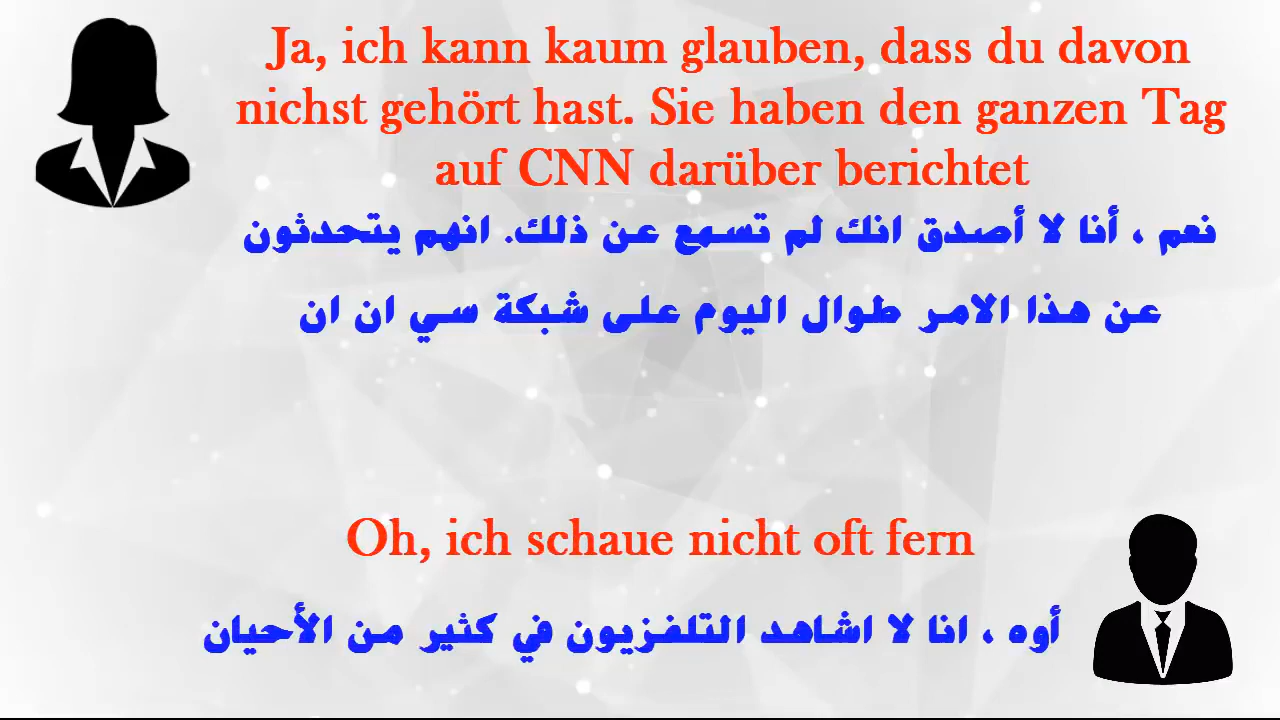 Ja, ich kann kaum glauben, dass du davon
nichst gehört hast. Sie haben den ganzen Tag
auf CNN darüber berichtet
نعم ، أنا لا أصدق انك لم تسمع عن ذلك. انهم يتحدثون
عن هذا الامر طوال اليوم على شبكة سي ان ان
Oh, ich schaue nicht oft fern
أوه ، انا لا اشاهد التلفزيون في كثير من الأحيان